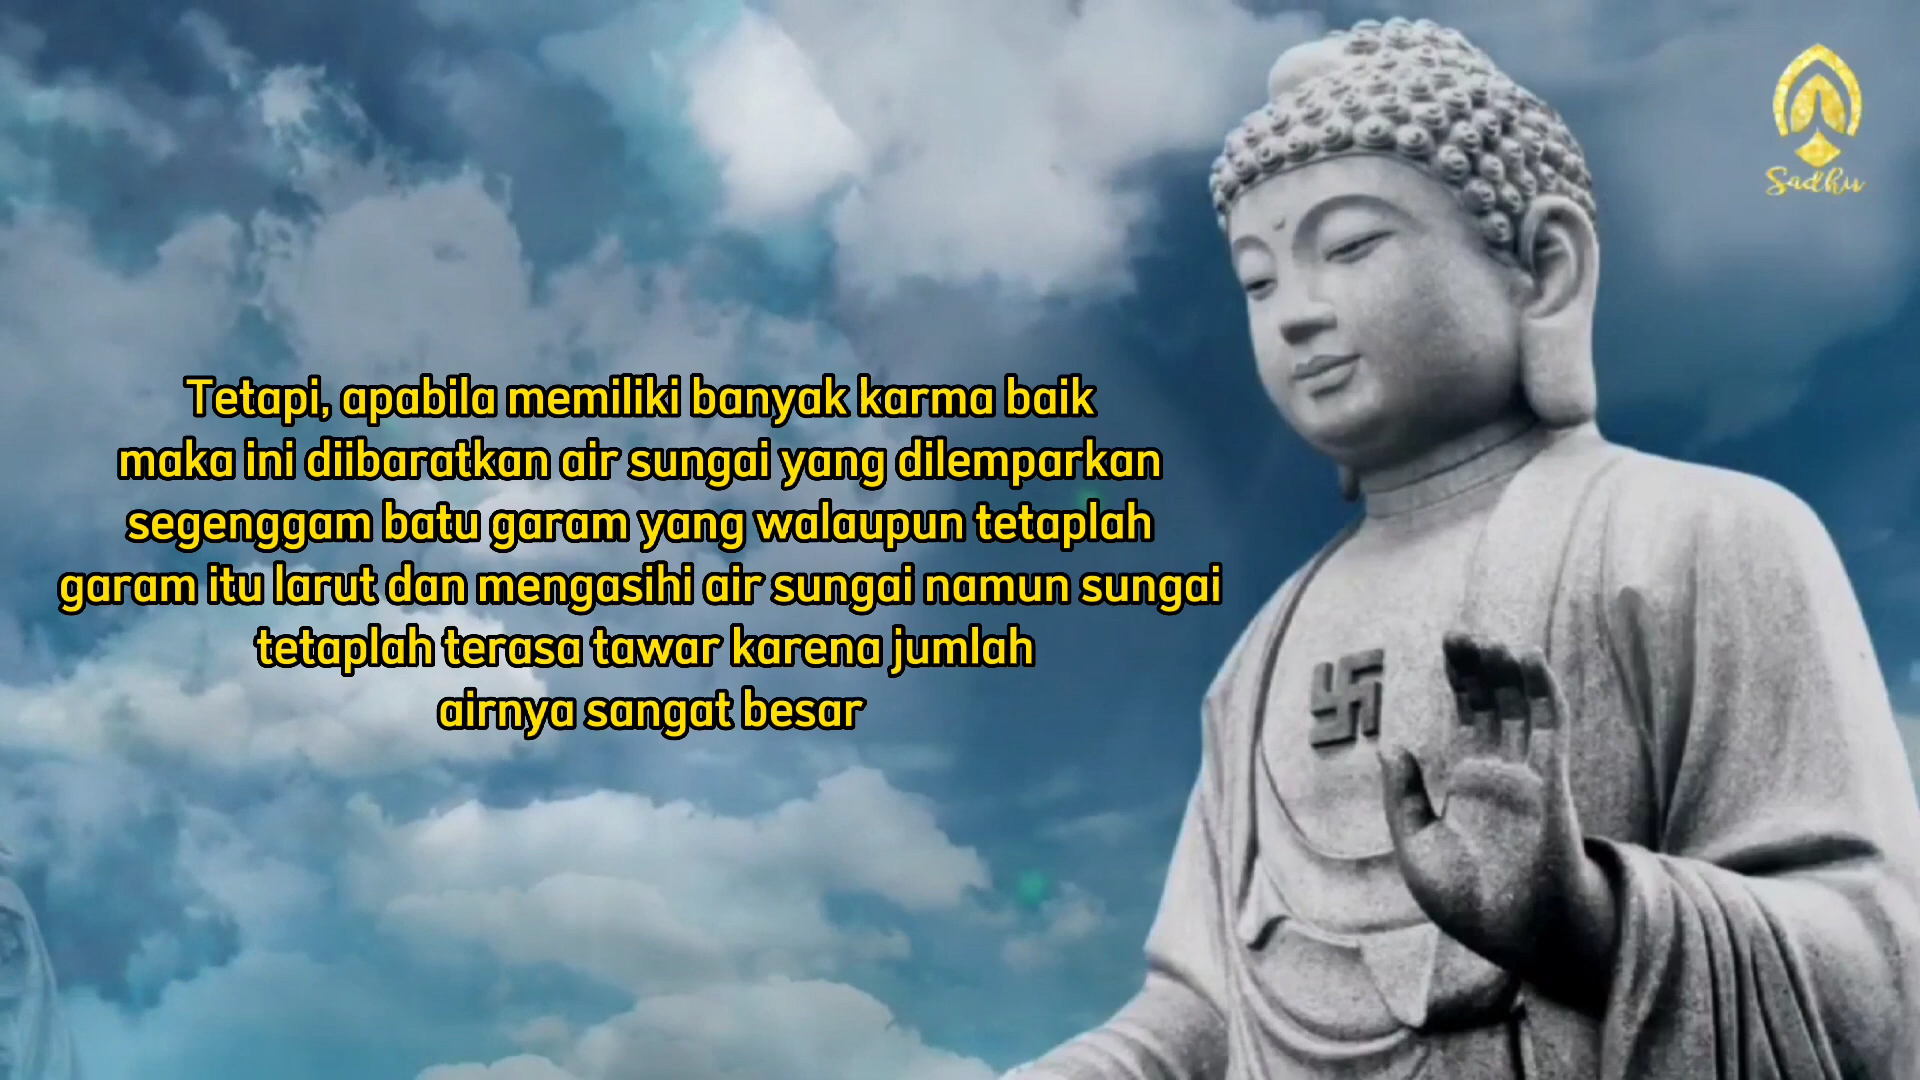 Sadhu
Tetapi, apabila memiliki banyak karma baik
maka ini diibaratkan air sungai yang dilemparkan
segenggam batu garam yang walaupun tetaplah
garam itu larut dan mengasihi air sungai namun sungai
tetaplah terasa tawar karena jumlah
airnya sangat besar